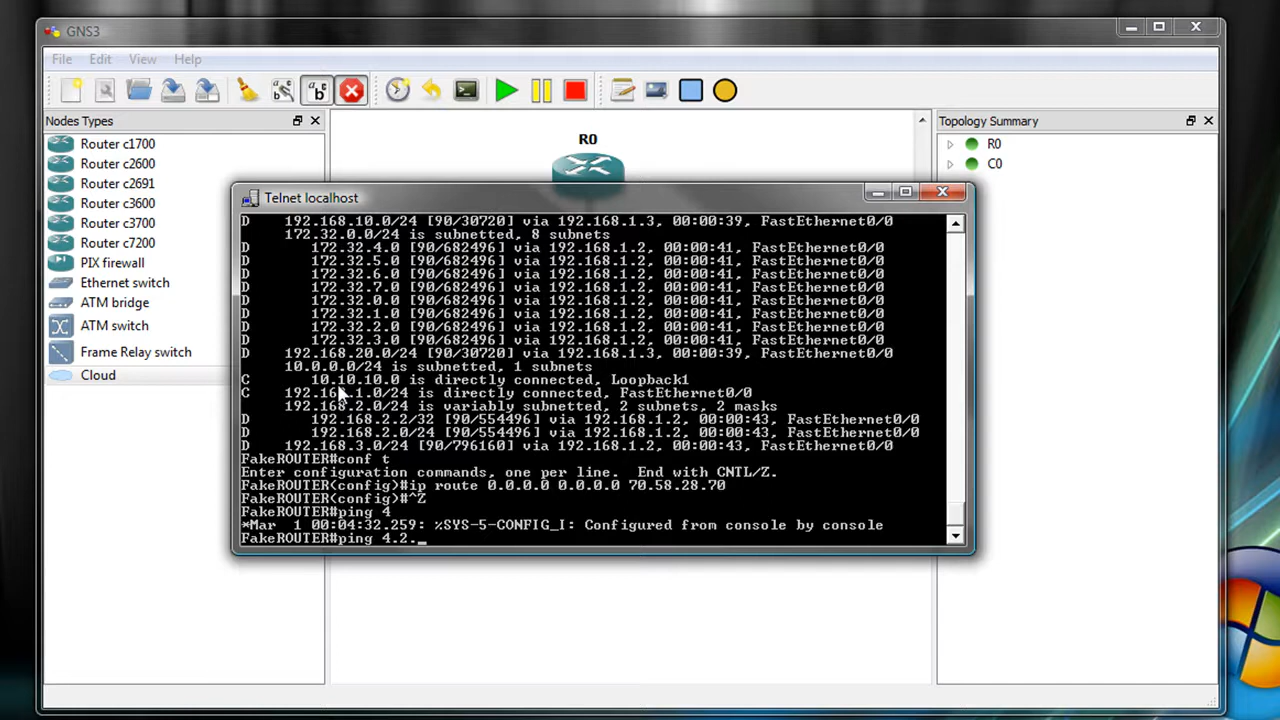 GNS3
File Edit View Help
Nodes Types
Router c1700
Router c2600
Router c2691
Router c3600
Router c3700
Router c7200
PIX firewall
Ethernet switch
ATM bridge
ATM switch
Frame Relay switch
Cloud
R0
Topology Summary
R0
C0
Telnet localhost
D 192.168.10.0/24 [90/30720] via 192.168.1.3, 00:00:39, FastEthernet0/0
172.32.0.0/24 is subnetted, 8 subnets
D 172.32.4.0 [90/682496] via 192.168.1.2, 00:00:41, FastEthernet0/0
D 172.32.5.0 [90/682496] via 192.168.1.2, 00:00:41, FastEthernet0/0
D 172.32.6.0 [90/682496] via 192.168.1.2, 00:00:41, FastEthernet0/0
D 172.32.7.0 [90/682496] via 192.168.1.2, 00:00:41, FastEthernet0/0
D 172.32.0.0 [90/682496] via 192.168.1.2, 00:00:41, FastEthernet0/0
D 172.32.1.0 [90/682496] via 192.168.1.2, 00:00:41, FastEthernet0/0
D 172.32.2.0 [90/682496] via 192.168.1.2, 00:00:41, FastEthernet0/0
D 172.32.3.0 [90/682496] via 192.168.1.2, 00:00:41, FastEthernet0/0
D 192.168.20.0/24 [90/30720] via 192.168.1.3, 00:00:39, FastEthernet0/0
10.0.0.0/24 is subnetted, 1 subnets
C 10.10.10.0 is directly connected, Loopback1
C 192.168.1.0/24 is directly connected, FastEthernet0/0
192.168.2.0/24 is variably subnetted, 2 subnets, 2 masks
D 192.168.2.2/32 [90/554496] via 192.168.1.2, 00:00:43, FastEthernet0/0
D 192.168.2.0/24 [90/554496] via 192.168.1.2, 00:00:43, FastEthernet0/0
D 192.168.3.0/24 [90/796160] via 192.168.1.2, 00:00:43, FastEthernet0/0
FakeROUTER#conf t
Enter configuration commands, one per line. End with CNTL/Z.
FakeROUTER(config)#ip route 0.0.0.0 0.0.0.0 70.58.28.70
FakeROUTER(config)#^Z
FakeROUTER#ping 4
*Mar 1 00:04:32.259: %SYS-5-CONFIG_I: Configured from console by console
FakeROUTER#ping 4.2._